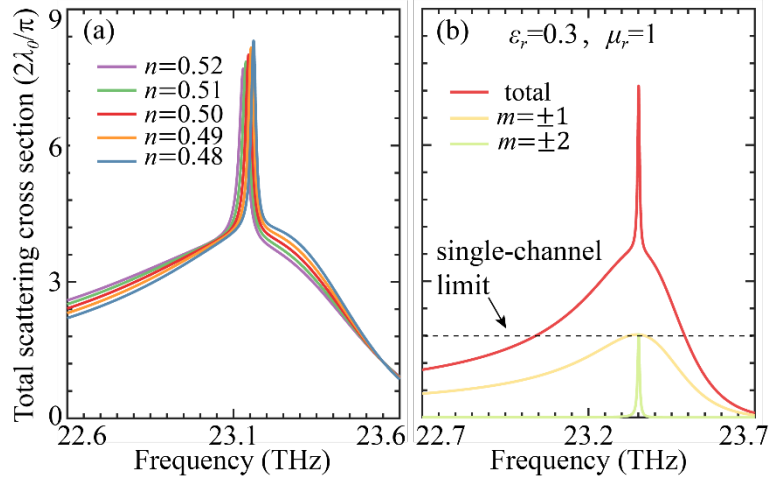 Total scattering cross section (2λ₀/π)
9
6
3
0
(a)
n=0.52
n=0.51
n=0.50
n=0.49
n=0.48
22.6
23.1
23.6
Frequency (THz)
(b)
εᵣ=0.3, μᵣ=1
total
m=±1
m=±2
single-channel
limit
22.7
23.2
23.7
Frequency (THz)